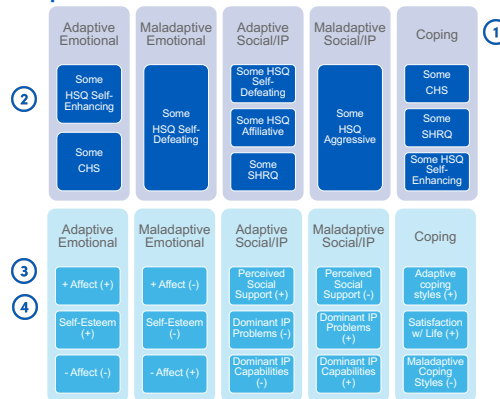 Adaptive
Emotional
Maladaptive
Emotional
Adaptive
Social/IP
Maladaptive
Social/IP
Coping
1
2
Some
HSQ Self-
Enhancing
Some
CHS
Some
HSQ Self-
Defeating
Some HSQ
Self-
Defeating
Some HSQ
Affiliative
Some
SHRQ
Some
HSQ
Aggressive
Some
CHS
Some
SHRQ
Some HSQ
Self-
Enhancing
Adaptive
Emotional
Maladaptive
Emotional
Adaptive
Social/IP
Maladaptive
Social/IP
Coping
3
4
+ Affect (+)
Self-Esteem
(+)
- Affect (-)
+ Affect (-)
Self-Esteem
(-)
- Affect (+)
Perceived
Social
Support (+)
Dominant IP
Problems (-)
Dominant IP
Capabilities
(-)
Perceived
Social
Support (-)
Dominant IP
Problems
(+)
Dominant IP
Capabilities
(+)
Adaptive
coping
styles (+)
Satisfaction
w/ Life (+)
Maladaptive
Coping
Styles (-)